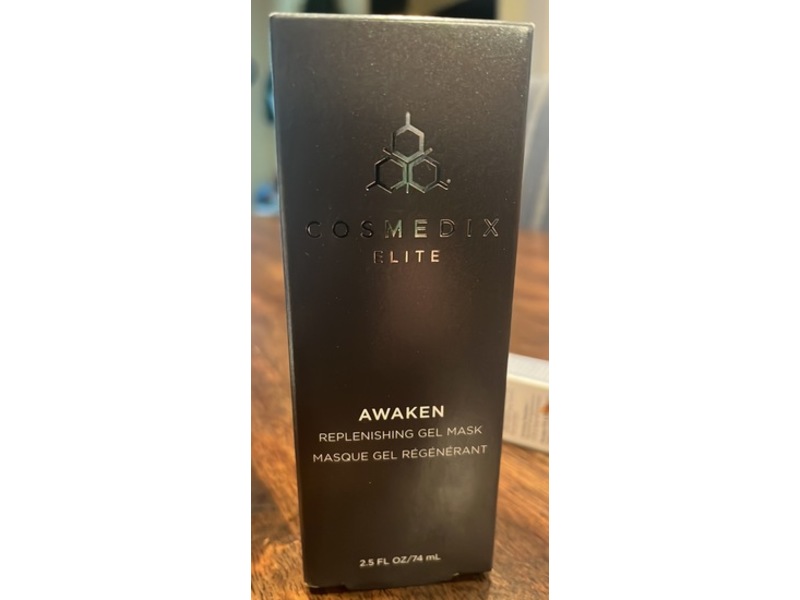 COSMEDIX
ELITE
AWAKEN
REPLENISHING GEL MASK
MASQUE GEL RÉGÉNÉRANT
2.5 FL OZ/74 mL